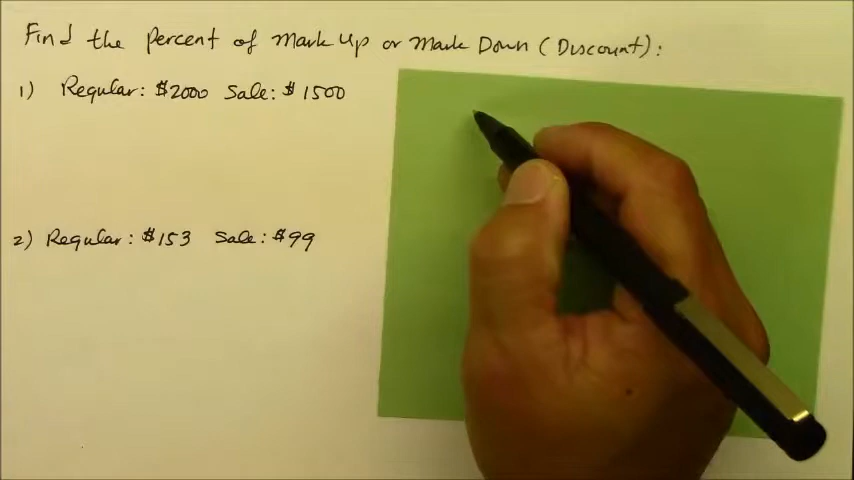 Find the Percent of Mark Up or Mark Down (Discount):
1) Regular: $2000 Sale: $1500
2) Regular: $153 Sale: $99